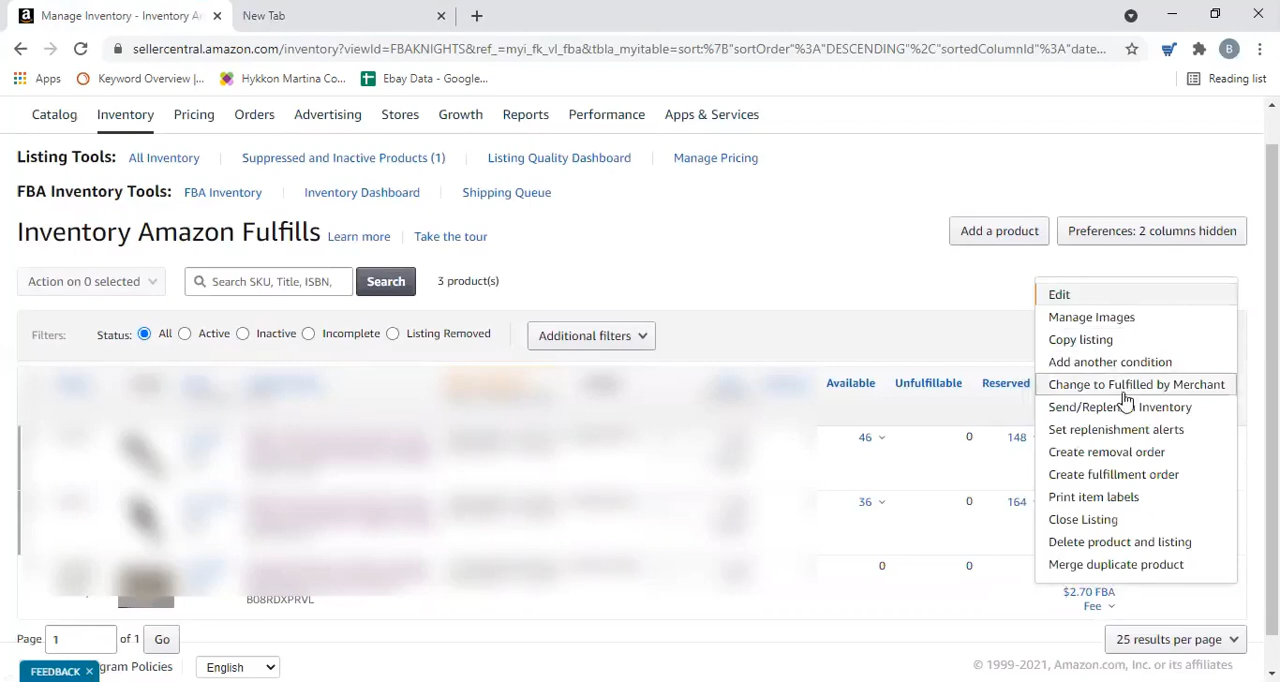 Manage Inventory - Inventory A
New Tab
sellercentral.amazon.com/inventory?viewId=FBAKNIGHTS&ref_=myi_fk_vl_fba&tbla_myitable=sort:%7B"sortOrder"%3A"DESCENDING"%2C"sortedColumnId"%3A"date...
B
Apps
Keyword Overview |...
Hykkon Martina Co...
Ebay Data - Google...
Reading list
Catalog
Inventory
Pricing
Orders
Advertising
Stores
Growth
Reports
Performance
Apps & Services
Listing Tools:
All Inventory
Suppressed and Inactive Products (1)
Listing Quality Dashboard
Manage Pricing
FBA Inventory Tools:
FBA Inventory
Inventory Dashboard
Shipping Queue
Inventory Amazon Fulfills
Learn more
Take the tour
Add a product
Preferences: 2 columns hidden
Action on 0 selected
Search SKU, Title, ISBN,
Search
3 product(s)
Filters:
Status:
All
Active
Inactive
Incomplete
Listing Removed
Additional filters
Edit
Manage Images
Copy listing
Add another condition
Change to Fulfilled by Merchant
Send/Replenish Inventory
Set replenishment alerts
Create removal order
Create fulfillment order
Print item labels
Close Listing
Delete product and listing
Merge duplicate product
Available
Unfulfillable
Reserved
46
0
148
36
0
164
0
0
B08RDXPRVL
$2.70 FBA
Fee
Page
1
of 1
Go
25 results per page
FEEDBACK
gram Policies
English
© 1999-2021, Amazon.com, Inc. or its affiliates